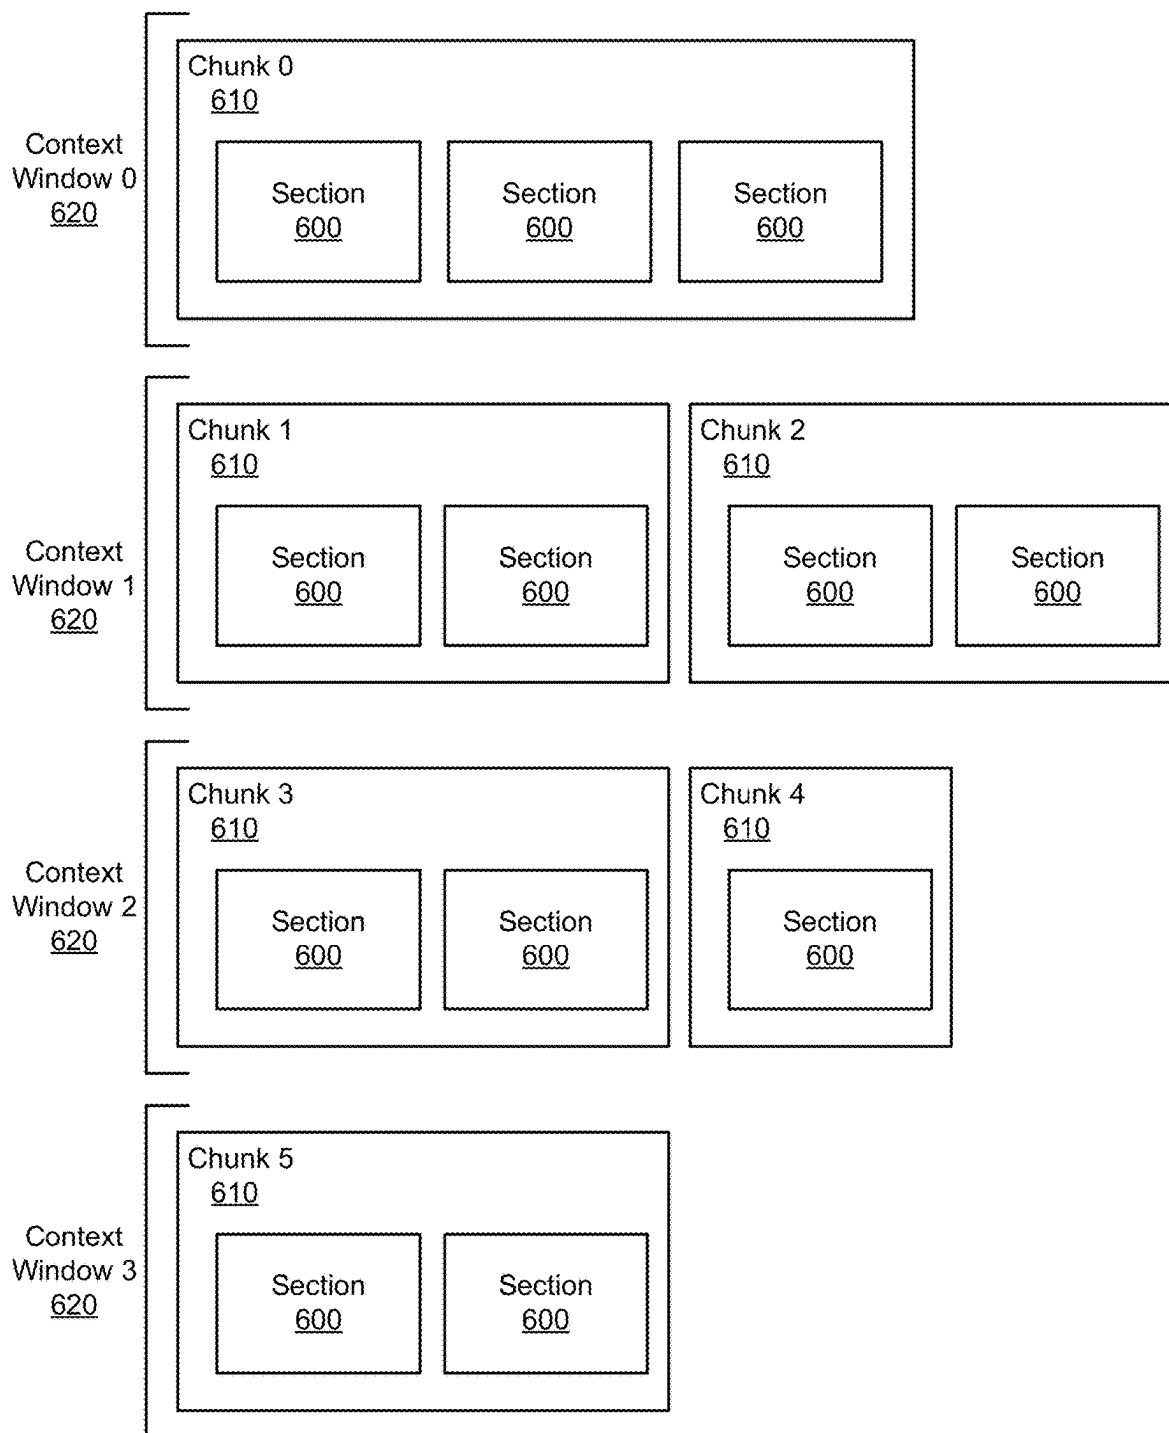 Context
Window 0
620
Chunk 0
610
Section
600
Section
600
Section
600
Context
Window 1
620
Chunk 1
610
Section
600
Section
600
Chunk 2
610
Section
600
Section
600
Context
Window 2
620
Chunk 3
610
Section
600
Section
600
Chunk 4
610
Section
600
Context
Window 3
620
Chunk 5
610
Section
600
Section
600